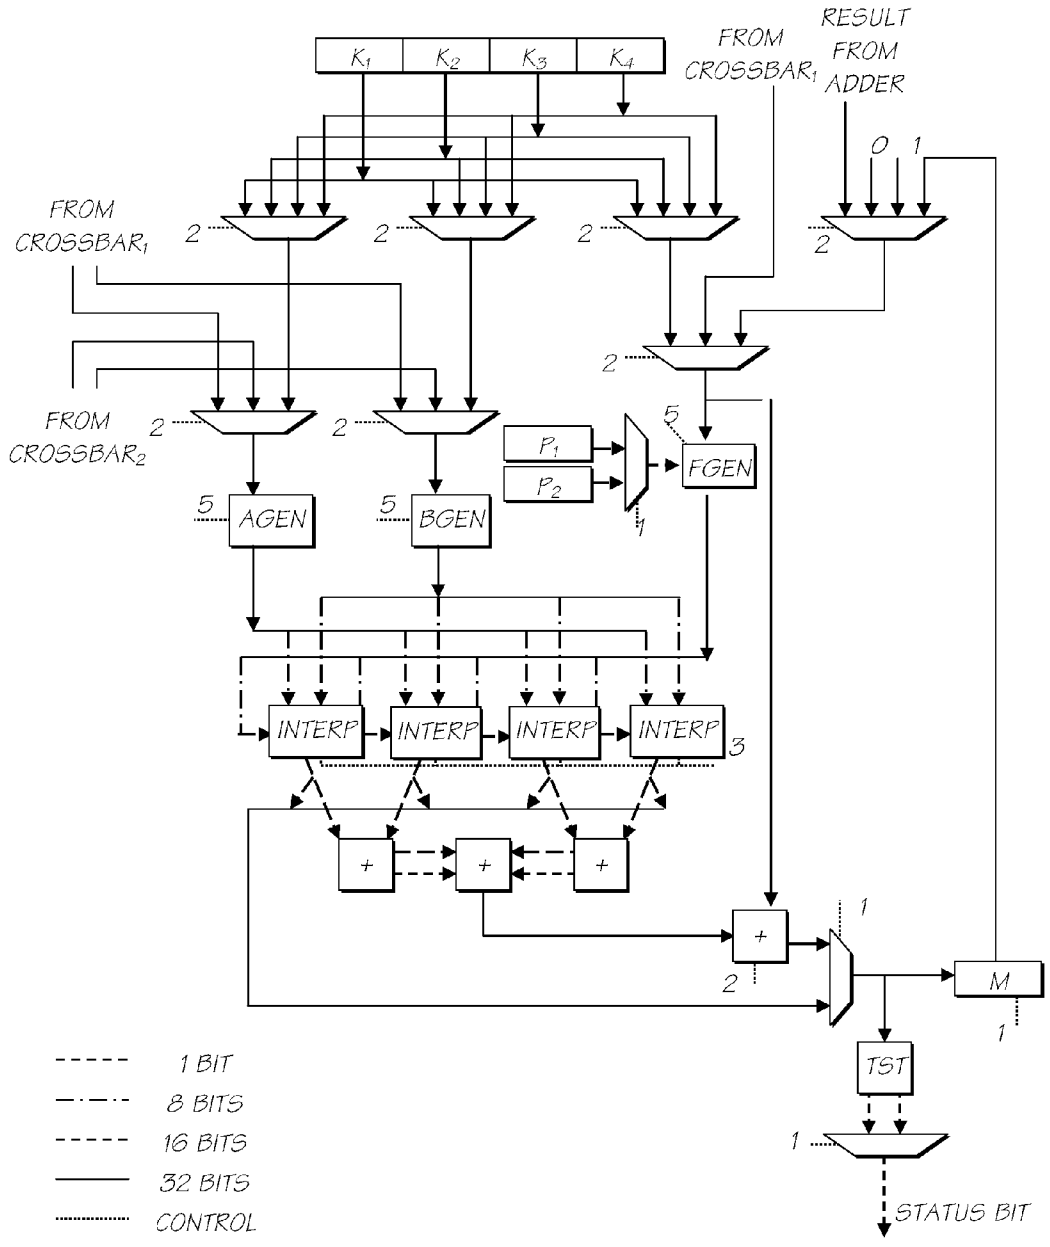 RESULT
FROM
ADDER
FROM
CROSSBAR₁
K₁ K₂ K₃ K₄
0 1
FROM
CROSSBAR₁
2 2 2 2
2
FROM
CROSSBAR₂
2 2
P₁
P₂
5
FGEN
1
5 AGEN
5 BGEN
INTERP INTERP INTERP INTERP 3
+ + +
+
2
1
M
1
TST
1
STATUS BIT
1 BIT
8 BITS
16 BITS
32 BITS
CONTROL